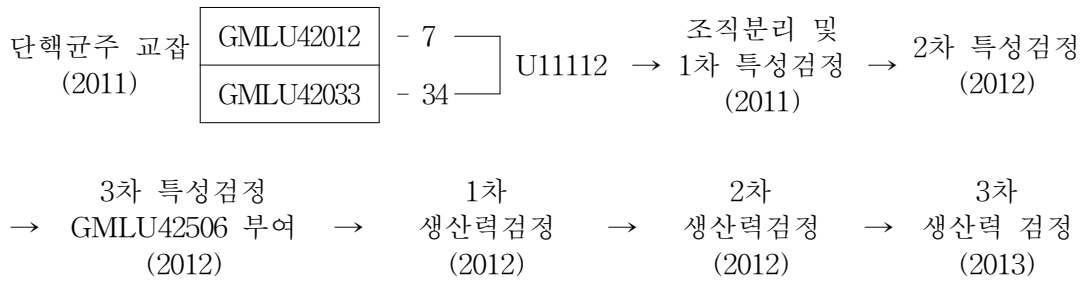 단핵균주 교잡
(2011)
GMLU42012 - 7
GMLU42033 - 34
U11112
→
조직분리 및
1차 특성검정
(2011)
→
2차 특성검정
(2012)
→
3차 특성검정
GMLU42506 부여
(2012)
→
1차
생산력검정
(2012)
→
2차
생산력검정
(2012)
→
3차
생산력 검정
(2013)